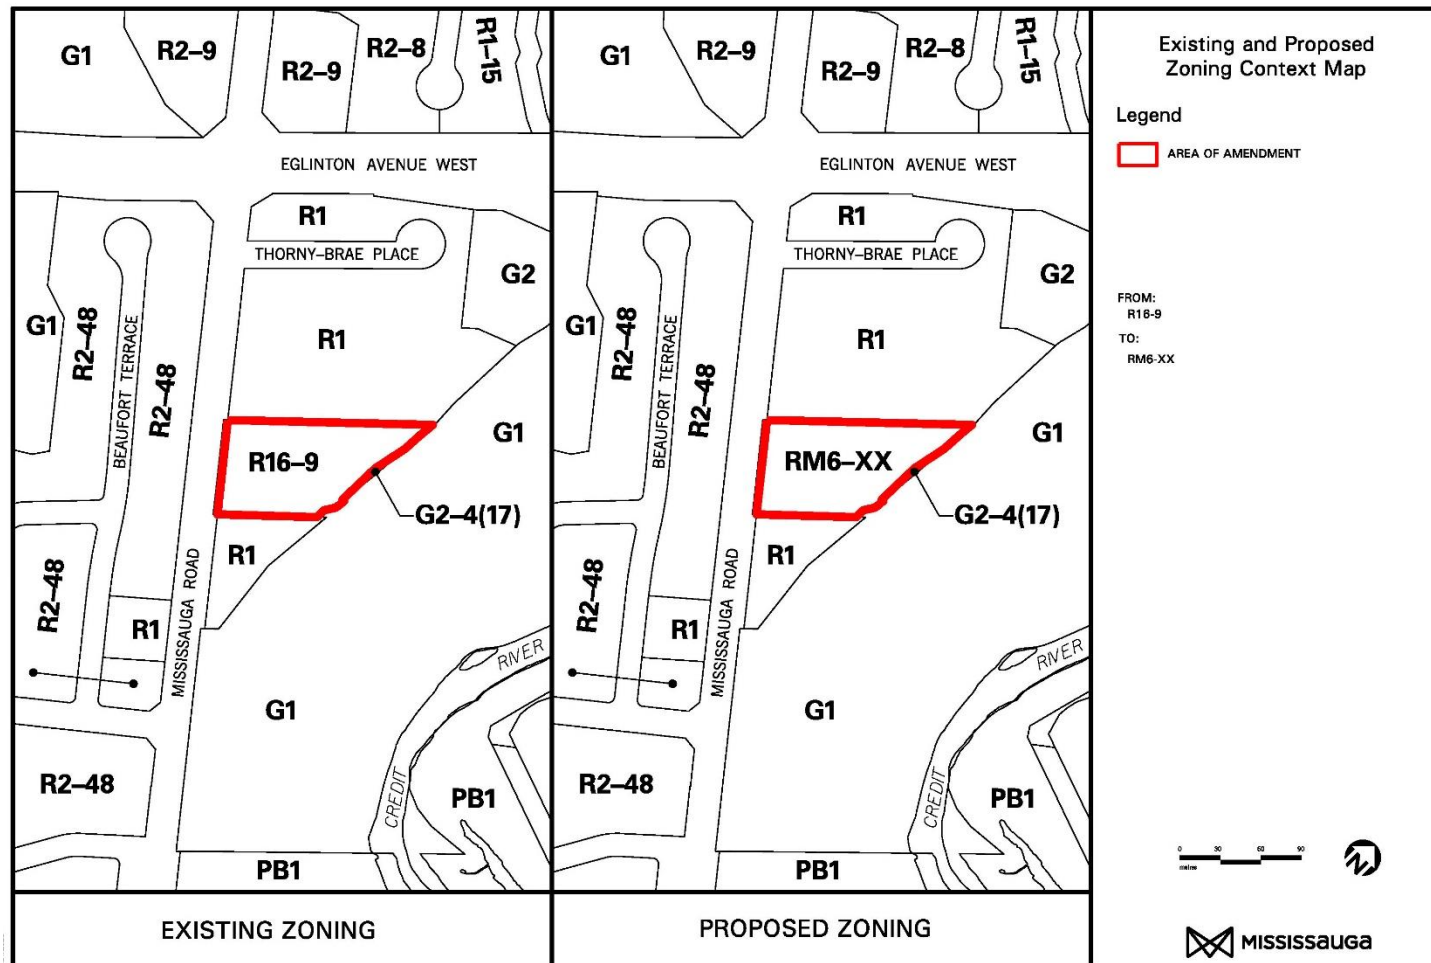 G1
R2–9
R2–9
R2–8
R1–15
EGLINTON AVENUE WEST
R1
THORNY–BRAE PLACE
G2
G1
R2–48
BEAUFORT TERRACE
R2–48
R1
G1
R16–9
G2–4(17)
R1
R2–48
R1
MISSISSAUGA ROAD
G1
CREDIT
RIVER
R2–48
PB1
PB1
EXISTING ZONING
G1
R2–9
R2–9
R2–8
R1–15
EGLINTON AVENUE WEST
R1
THORNY–BRAE PLACE
G2
G1
R2–48
BEAUFORT TERRACE
R2–48
R1
G1
RM6–XX
G2–4(17)
R1
R2–48
R1
MISSISSAUGA ROAD
G1
CREDIT
RIVER
R2–48
PB1
PB1
PROPOSED ZONING
Existing and Proposed
Zoning Context Map
Legend
AREA OF AMENDMENT
FROM:
R16-9
TO:
RM6-XX
0 30 60 90
metres
N
MISSISSAUGA